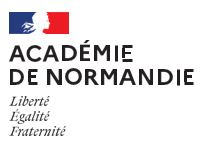 ACADÉMIE
DE NORMANDIE
Liberté
Égalité
Fraternité